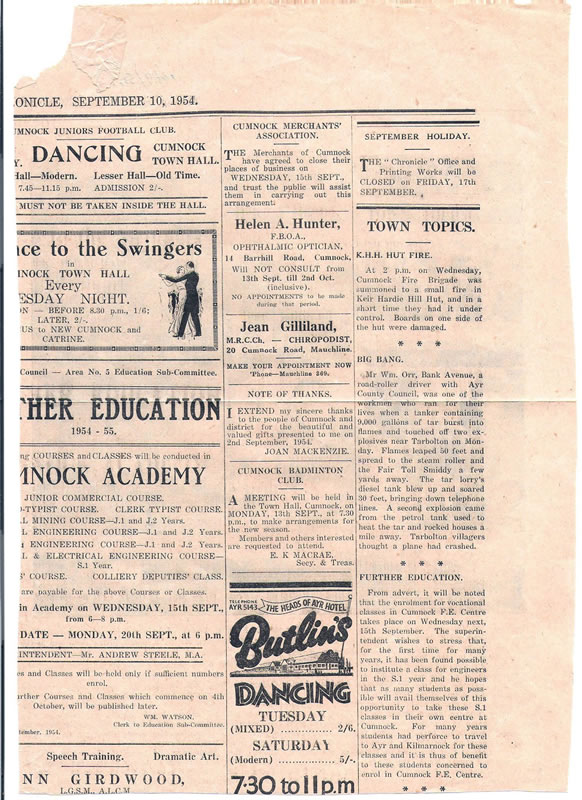 ONICLE, SEPTEMBER 10, 1954.
MNOCK JUNIORS FOOTBALL CLUB.
Y. DANCING CUMNOCK
TOWN HALL.
Hall—Modern. Lesser Hall—Old Time.
7.45—11.15 p.m. ADMISSION 2/-.
MUST NOT BE TAKEN INSIDE THE HALL.
nce to the Swingers
in
NOCK TOWN HALL
Every
ESDAY NIGHT.
ON — BEFORE 8.30 p.m., 1/6;
LATER, 2/-.
US to NEW CUMNOCK and
CATRINE.
Council — Area No. 5 Education Sub-Committee.
THER EDUCATION
1954 - 55.
ng COURSES and CLASSES will be conducted in
MNOCK ACADEMY
JUNIOR COMMERCIAL COURSE.
D-TYPIST COURSE. CLERK TYPIST COURSE.
L MINING COURSE—J.1 and J.2 Years.
L ENGINEERING COURSE—J.1 and J.2 Years.
ENGINEERING COURSE—J.1 and J.2 Years.
L & ELECTRICAL ENGINEERING COURSE—
S.1 Year.
S' COURSE. COLLIERY DEPUTIES' CLASS.
are payable for the above Courses or Classes.
in Academy on WEDNESDAY, 15th SEPT.,
from 6—8 p.m.
DATE — MONDAY, 20th SEPT., at 6 p.m.
INTENDENT—Mr. ANDREW STEELE, M.A.
es and Classes will be held only if sufficient numbers
enrol.
urther Courses and Classes which commence on 4th
October, will be published later.
WM. WATSON,
Clerk to Education Sub-Committee.
tember, 1954.
Speech Training. Dramatic Art.
NN GIRDWOOD,
L.G.S.M., A.L.C.M
CUMNOCK MERCHANTS'
ASSOCIATION.
THE Merchants of Cumnock
have agreed to close their
places of business on
WEDNESDAY, 15th SEPT.,
and trust the public will assist
them in carrying out this
arrangement.
Helen A. Hunter,
F.B.O.A.,
OPHTHALMIC OPTICIAN,
14 Barrhill Road, Cumnock,
Will NOT CONSULT from
13th Sept. till 2nd Oct.
(inclusive).
NO APPOINTMENTS to be made
during that period.
Jean Gilliland,
M.R.C.Ch. — CHIROPODIST,
20 Cumnock Road, Mauchline.
MAKE YOUR APPOINTMENT NOW
'Phone—Mauchline 269.
NOTE OF THANKS.
I EXTEND my sincere thanks
to the people of Cumnock and
district for the beautiful and
valued gifts presented to me on
2nd September, 1954.
JOAN MACKENZIE.
CUMNOCK BADMINTON
CLUB.
A MEETING will be held in
the Town Hall, Cumnock, on
MONDAY, 13th SEPT., at 7.30
p.m., to make arrangements for
the new season.
Members and others interested
are requested to attend.
E. K MACRAE,
Secy. & Treas.
TELEPHONE
AYR 5143
THE HEADS OF AYR HOTEL
Butlin's
DANCING
TUESDAY
(MIXED) ................ 2/6.
SATURDAY
(Modern) .............. 5/-.
7·30 to 11 p.m
SEPTEMBER HOLIDAY.
THE "Chronicle" Office and
Printing Works will be
CLOSED on FRIDAY, 17th
SEPTEMBER.
TOWN TOPICS.
K.H.H. HUT FIRE.
At 2 p.m. on Wednesday,
Cumnock Fire Brigade was
summoned to a small fire in
Keir Hardie Hill Hut, and in a
short time they had it under
control. Boards on one side of
the hut were damaged.
* * *
BIG BANG.
Mr Wm. Orr, Bank Avenue, a
road-roller driver with Ayr
County Council, was one of the
workmen who ran for their
lives when a tanker containing
9,000 gallons of tar burst into
flames and touched off two ex-
plosives near Tarbolton on Mon-
day. Flames leaped 50 feet and
spread to the steam roller and
the Fair Toll Smiddy a few
yards away. The tar lorry's
diesel tank blew up and soared
30 feet, bringing down telephone
lines. A second explosion came
from the petrol tank used to
heat the tar and rocked houses a
mile away. Tarbolton villagers
thought a plane had crashed.
* * *
FURTHER EDUCATION.
From advert, it will be noted
that the enrolment for vocational
classes in Cumnock F.E. Centre
takes place on Wednesday next,
15th September. The superin-
tendent wishes to stress that,
for the first time for many
years, it has been found possible
to institute a class for engineers
in the S.1 year and he hopes
that as many students as poss-
ible will avail themselves of this
opportunity to take these S.1
classes in their own centre at
Cumnock. For many years
students had perforce to travel
to Ayr and Kilmarnock for these
classes and it is thus of benefit
to these students concerned to
enrol in Cumnock F.E. Centre.
* * *